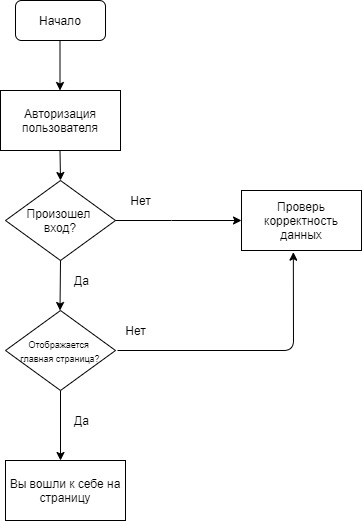 Начало
Авторизация
пользователя
Произошел
вход?
Нет
Проверь
корректность
данных
Да
Отображается
главная страница?
Нет
Да
Вы вошли к себе на
страницу